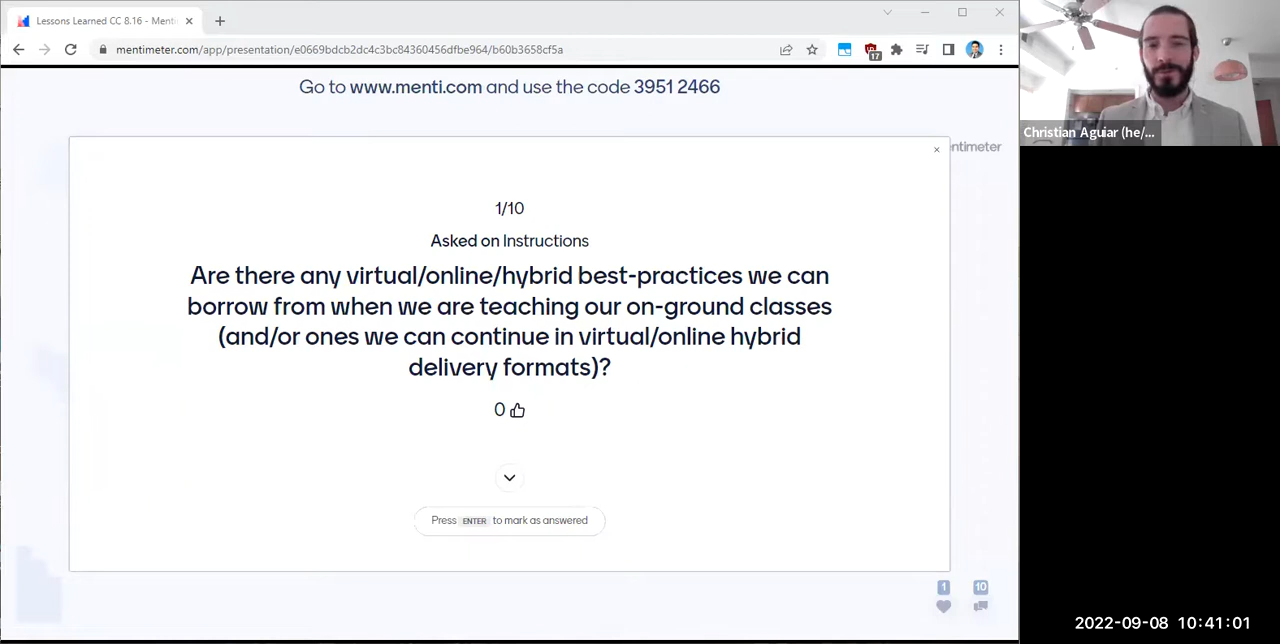 Lessons Learned CC 8.16 - Menti
mentimeter.com/app/presentation/e0669bdcb2dc4c3bc84360456dfbe964/b60b3658cf5a
17
Go to www.menti.com and use the code 3951 2466
Christian Aguiar (he/...
ntimeter
1/10
Asked on Instructions
Are there any virtual/online/hybrid best-practices we can
borrow from when we are teaching our on-ground classes
(and/or ones we can continue in virtual/online hybrid
delivery formats)?
0
Press ENTER to mark as answered
1 10
2022-09-08 10:41:01